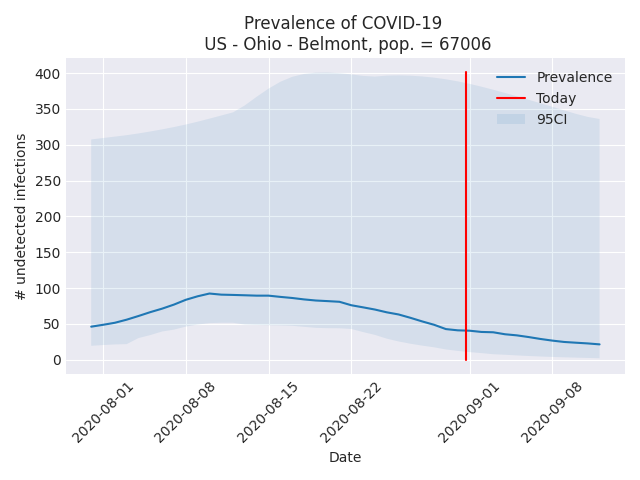 Prevalence of COVID-19
US - Ohio - Belmont, pop. = 67006
# undetected infections
400
350
300
250
200
150
100
50
0
Prevalence
Today
95CI
2020-08-01
2020-08-08
2020-08-15
2020-08-22
2020-09-01
2020-09-08
Date